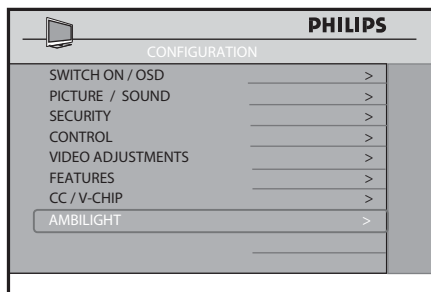 PHILIPS
CONFIGURATION
SWITCH ON / OSD >
PICTURE / SOUND >
SECURITY >
CONTROL >
VIDEO ADJUSTMENTS >
FEATURES >
CC / V-CHIP >
AMBILIGHT >